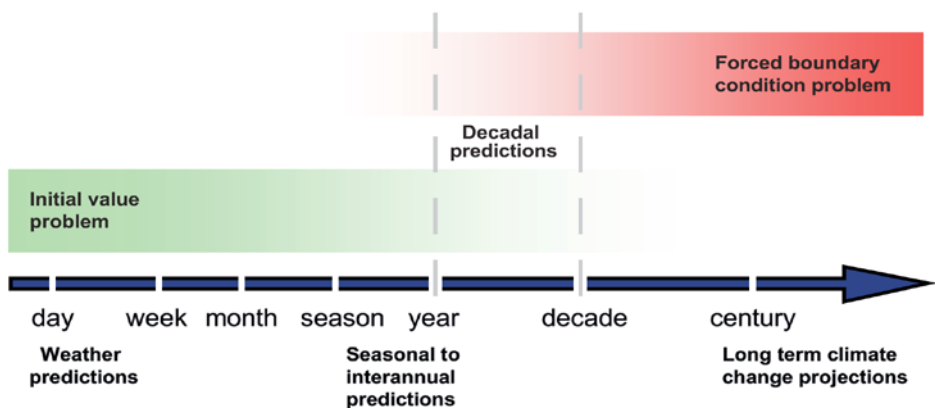 Forced boundary
condition problem
Decadal
predictions
Initial value
problem
day week month season year decade century
Weather
predictions
Seasonal to
interannual
predictions
Long term climate
change projections